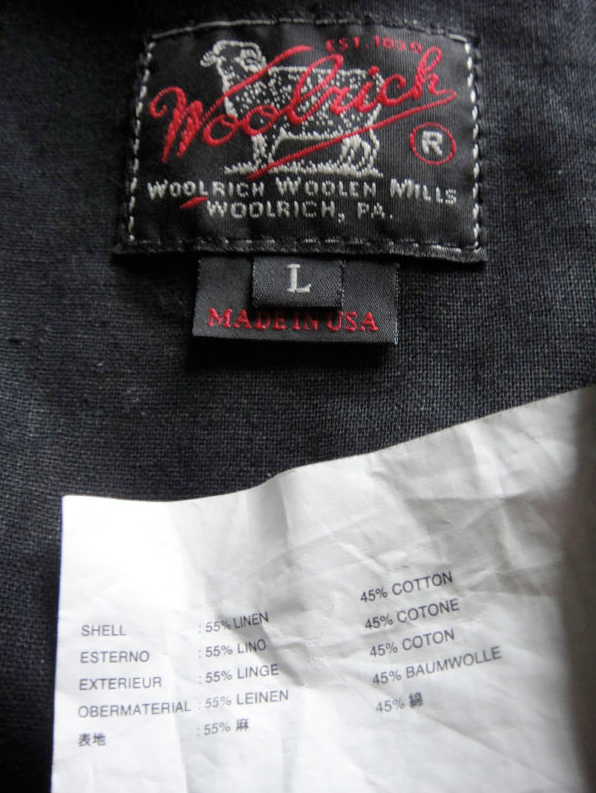 EST. 1830
Woolrich
R
WOOLRICH WOOLEN MILLS
WOOLRICH, PA.
L
MADE IN USA
SHELL : 55% LINEN 45% COTTON
ESTERNO : 55% LINO 45% COTONE
EXTERIEUR : 55% LINGE 45% COTON
OBERMATERIAL : 55% LEINEN 45% BAUMWOLLE
表地 : 55% 麻 45% 綿